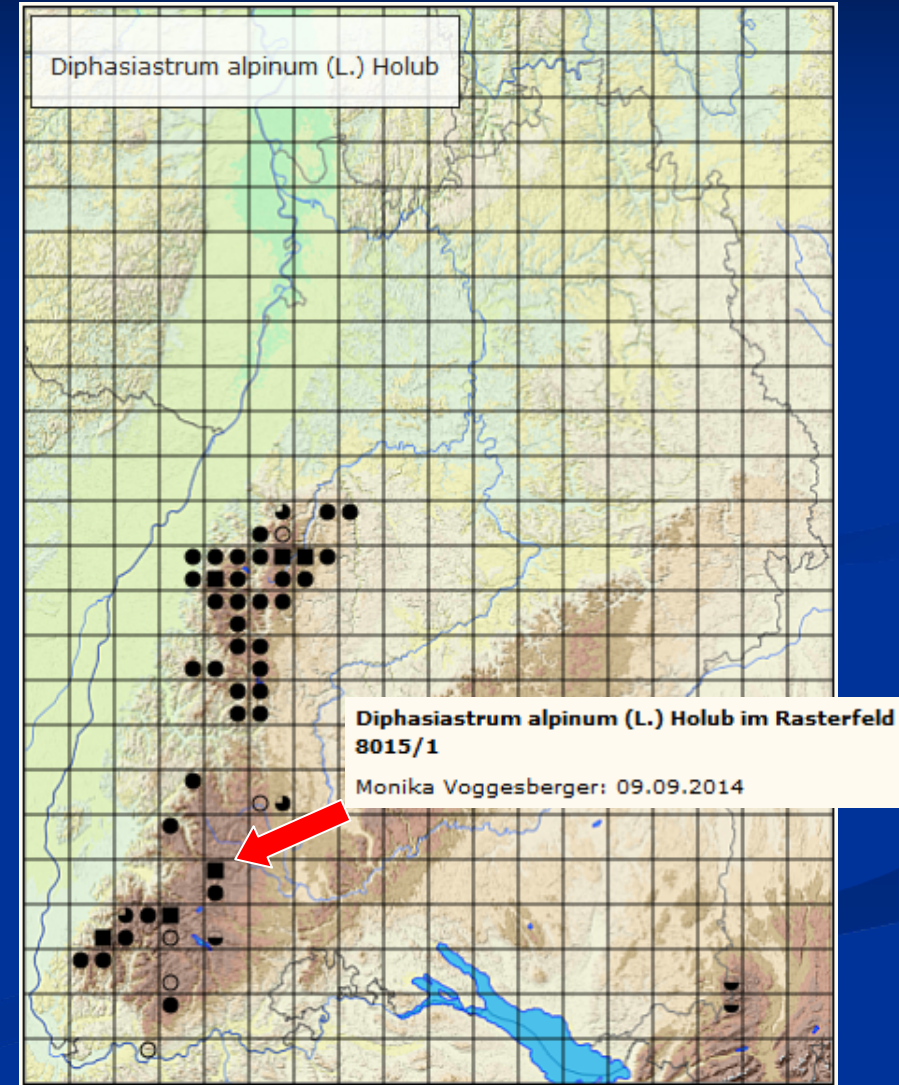 Diphasiastrum alpinum (L.) Holub
Diphasiastrum alpinum (L.) Holub im Rasterfeld
8015/1
Monika Voggesberger: 09.09.2014